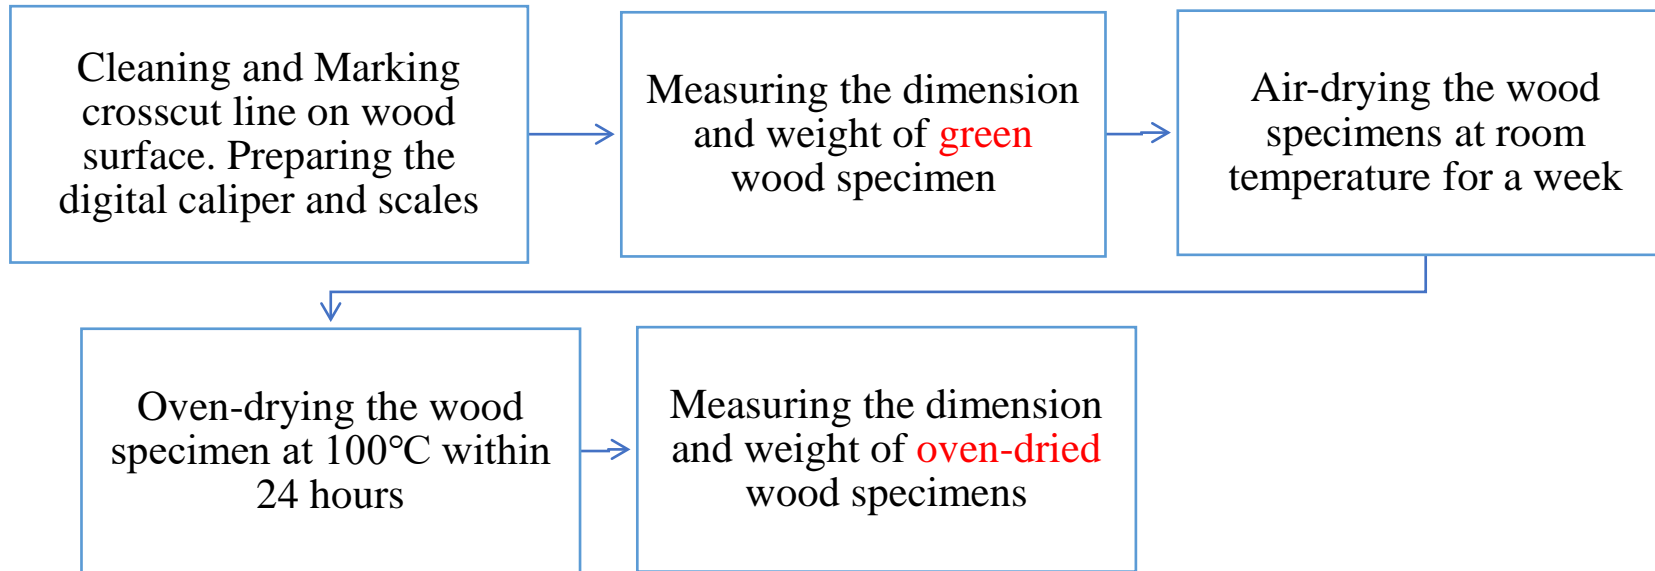 Cleaning and Marking
crosscut line on wood
surface. Preparing the
digital caliper and scales
Measuring the dimension
and weight of green
wood specimen
Air-drying the wood
specimens at room
temperature for a week
Oven-drying the wood
specimen at 100℃ within
24 hours
Measuring the dimension
and weight of oven-dried
wood specimens